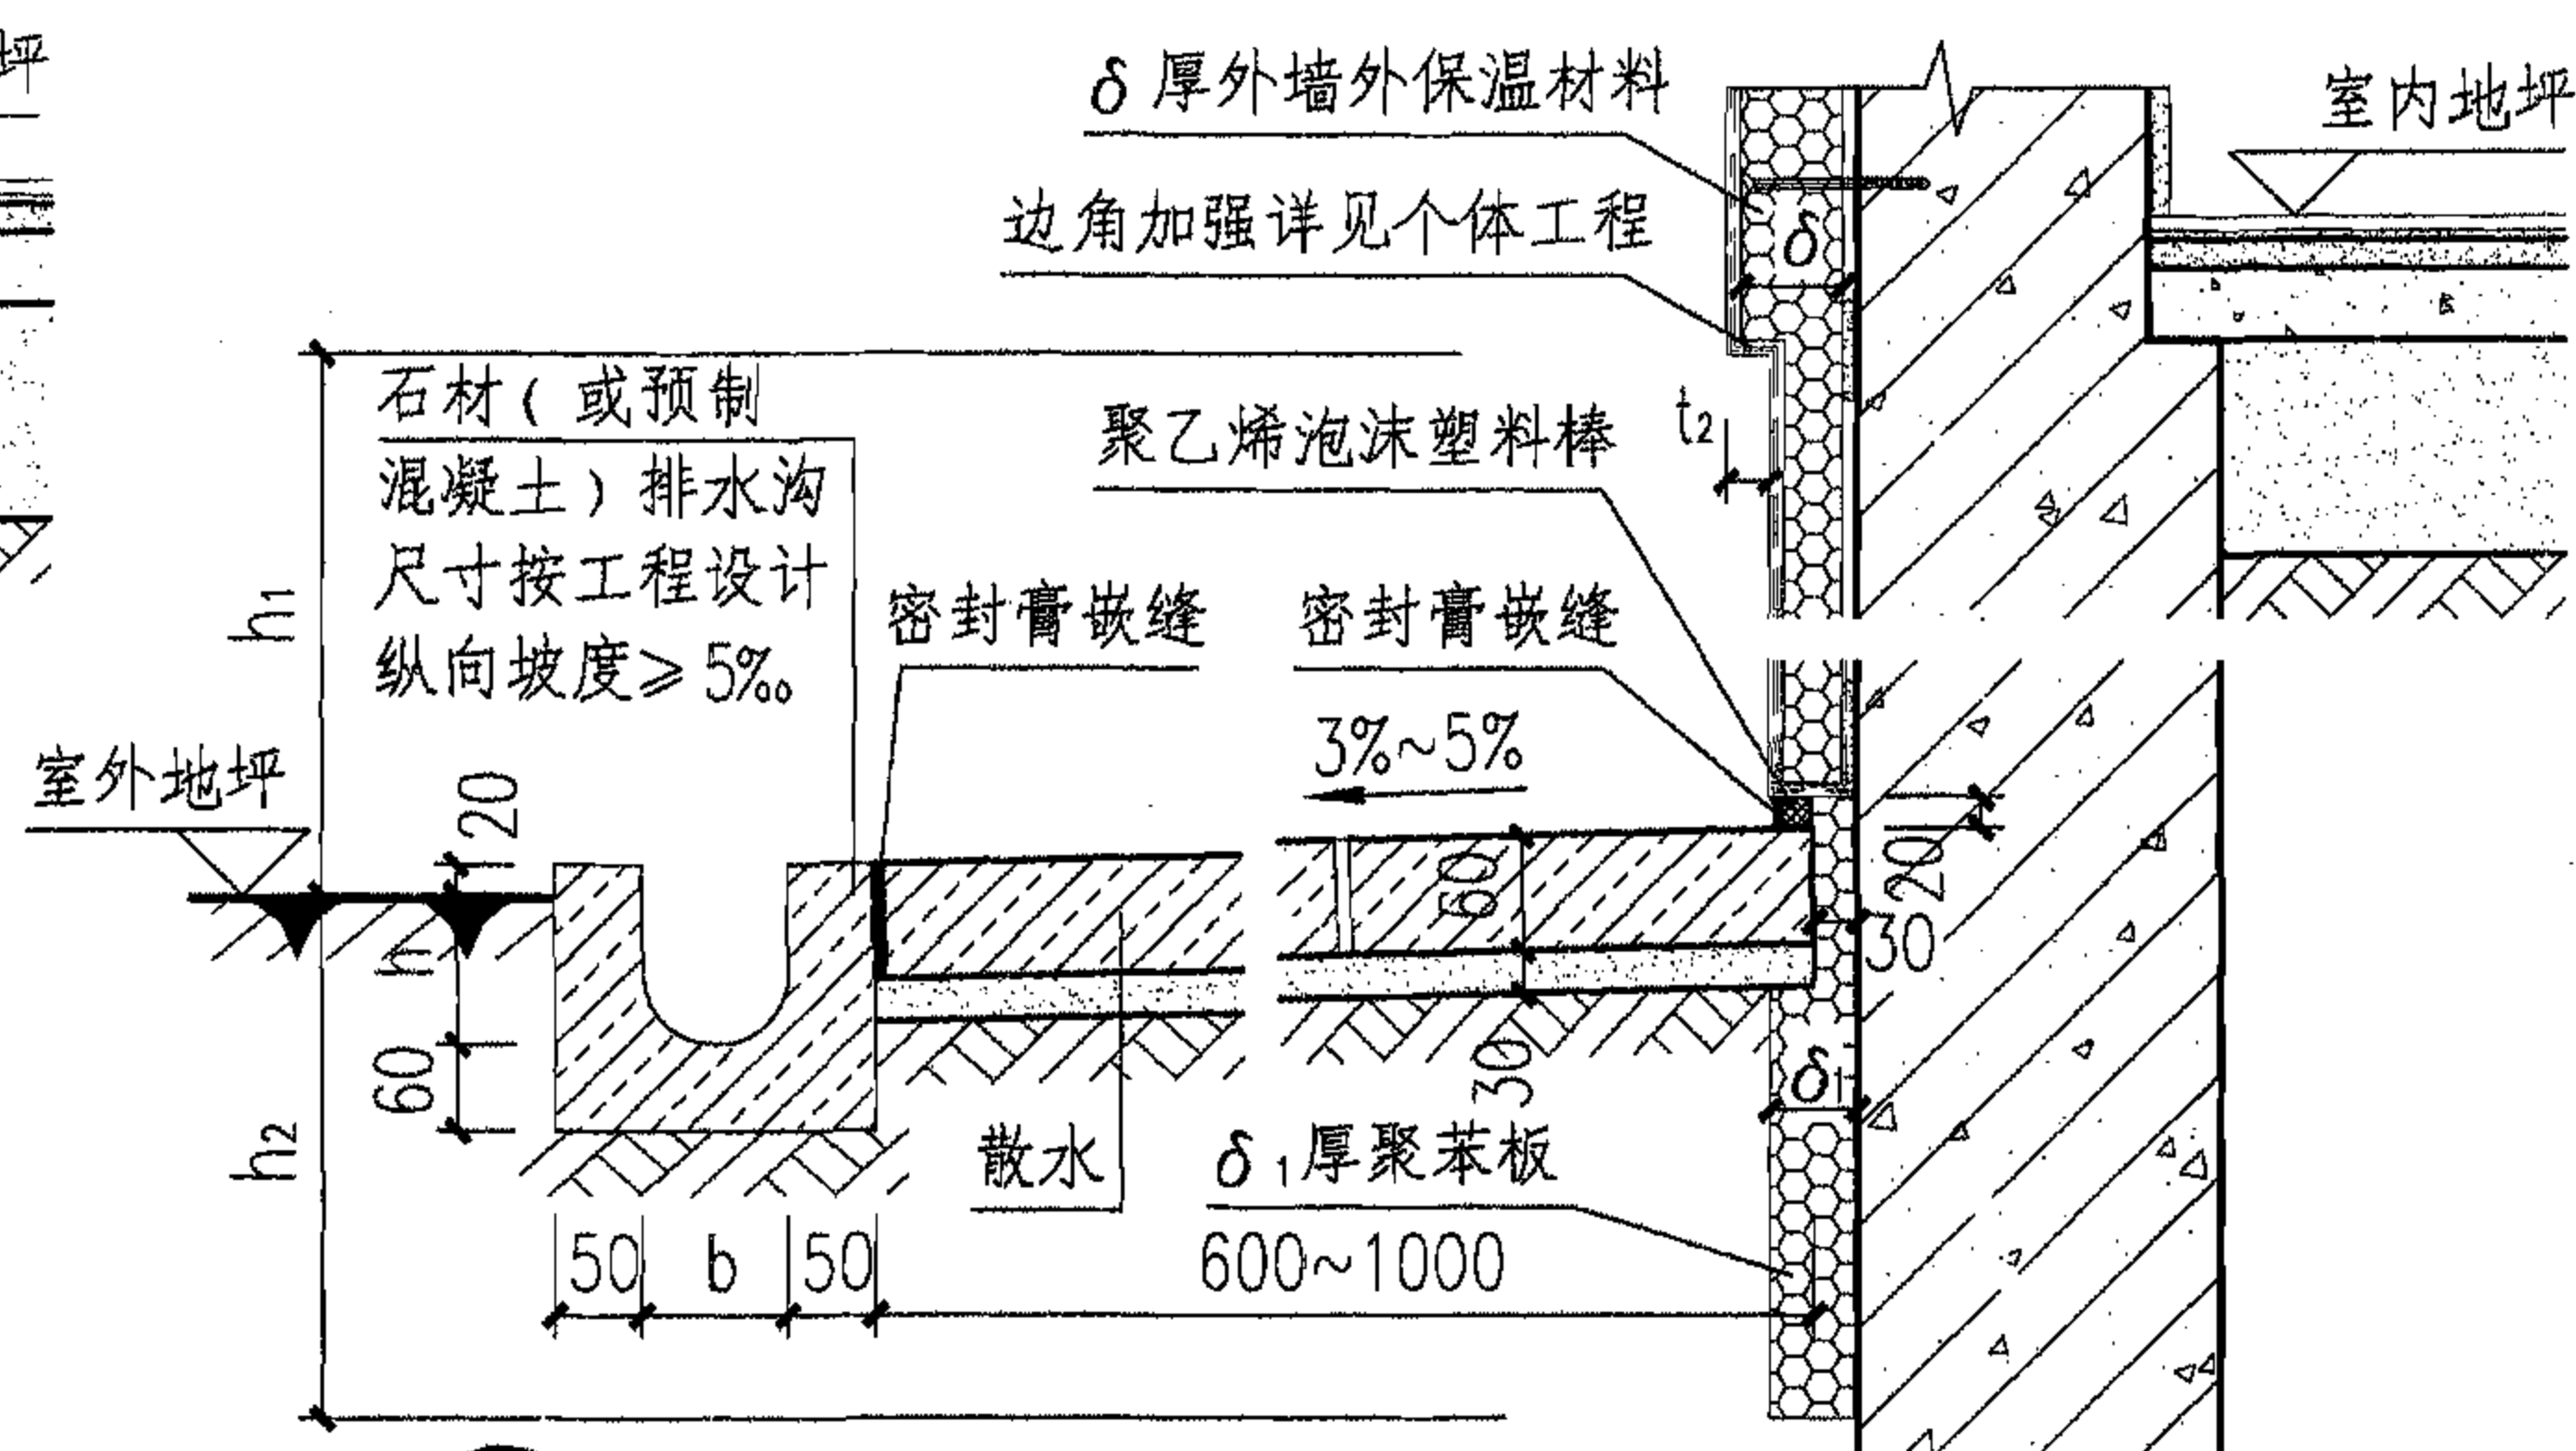 坪
δ厚外墙外保温材料
室内地坪
边角加强详见个体工程
δ
石材(或预制
混凝土)排水沟
尺寸按工程设计
纵向坡度≥5‰
聚乙烯泡沫塑料棒
t2
h1
密封膏嵌缝
密封膏嵌缝
3%~5%
室外地坪
20
60
20
30
h
60
30
δ1
h2
散水
δ1厚聚苯板
50
b
50
600~1000